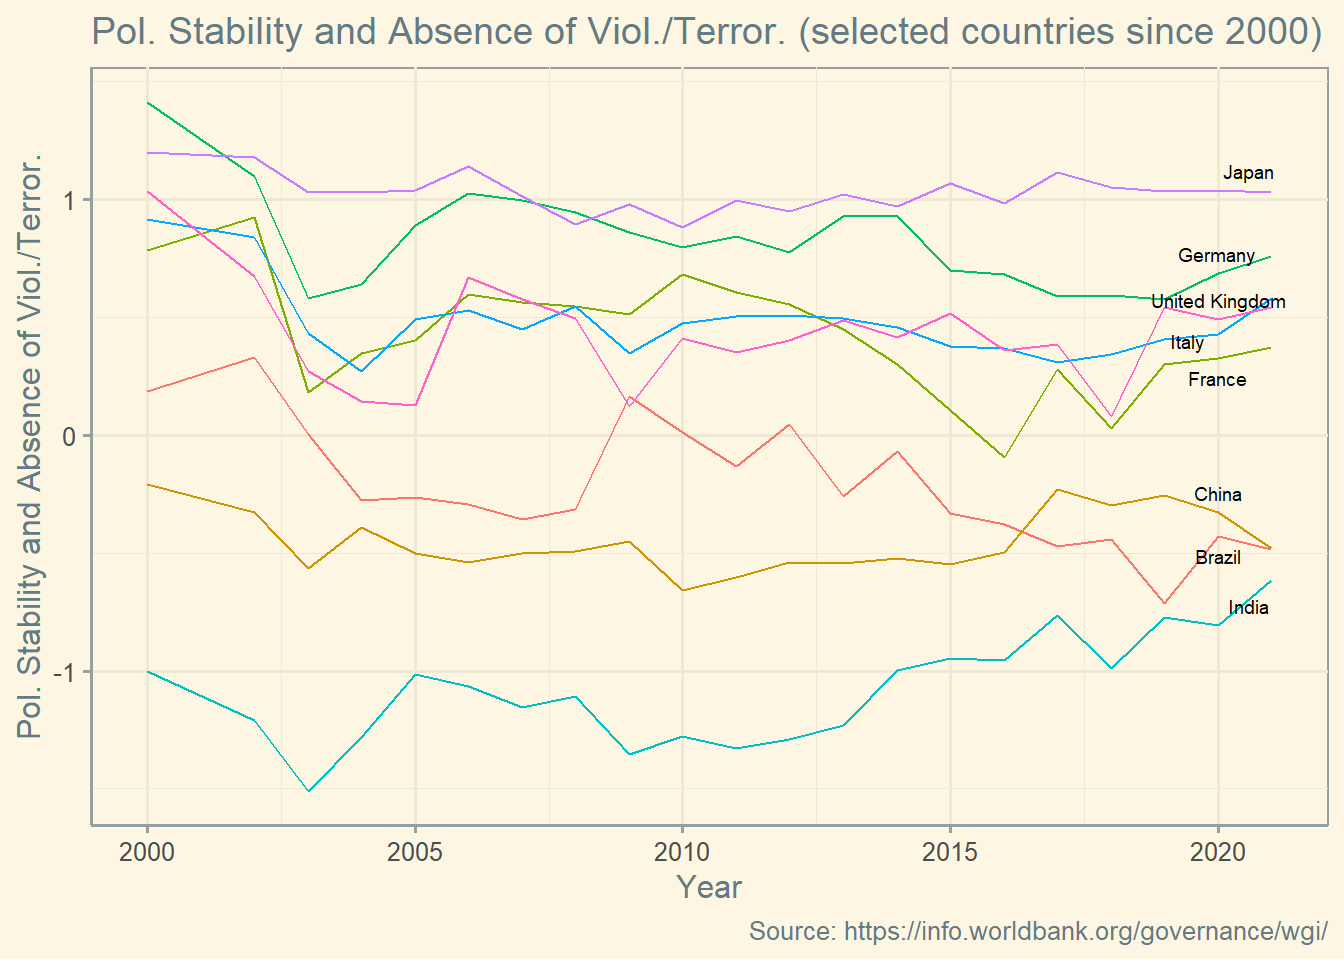 Pol. Stability and Absence of Viol./Terror. (selected countries since 2000)
Pol. Stability and Absence of Viol./Terror.
1
0
-1
Japan
Germany
United Kingdom
Italy
France
China
Brazil
India
2000 2005 2010 2015 2020
Year
Source: https://info.worldbank.org/governance/wgi/